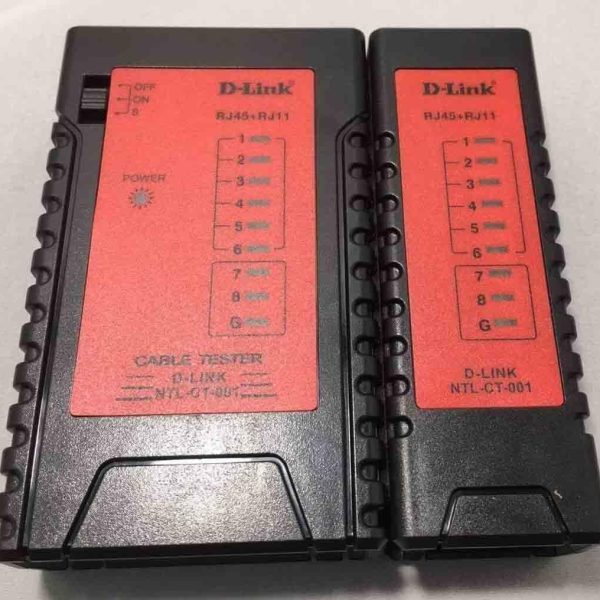 OFF
ON
S
D-Link®
RJ45+RJ11
1
2
3
4
5
6
7
8
G
POWER
CABLE TESTER
D-LINK
NTL-CT-001
D-Link®
RJ45+RJ11
1
2
3
4
5
6
7
8
G
D-LINK
NTL-CT-001